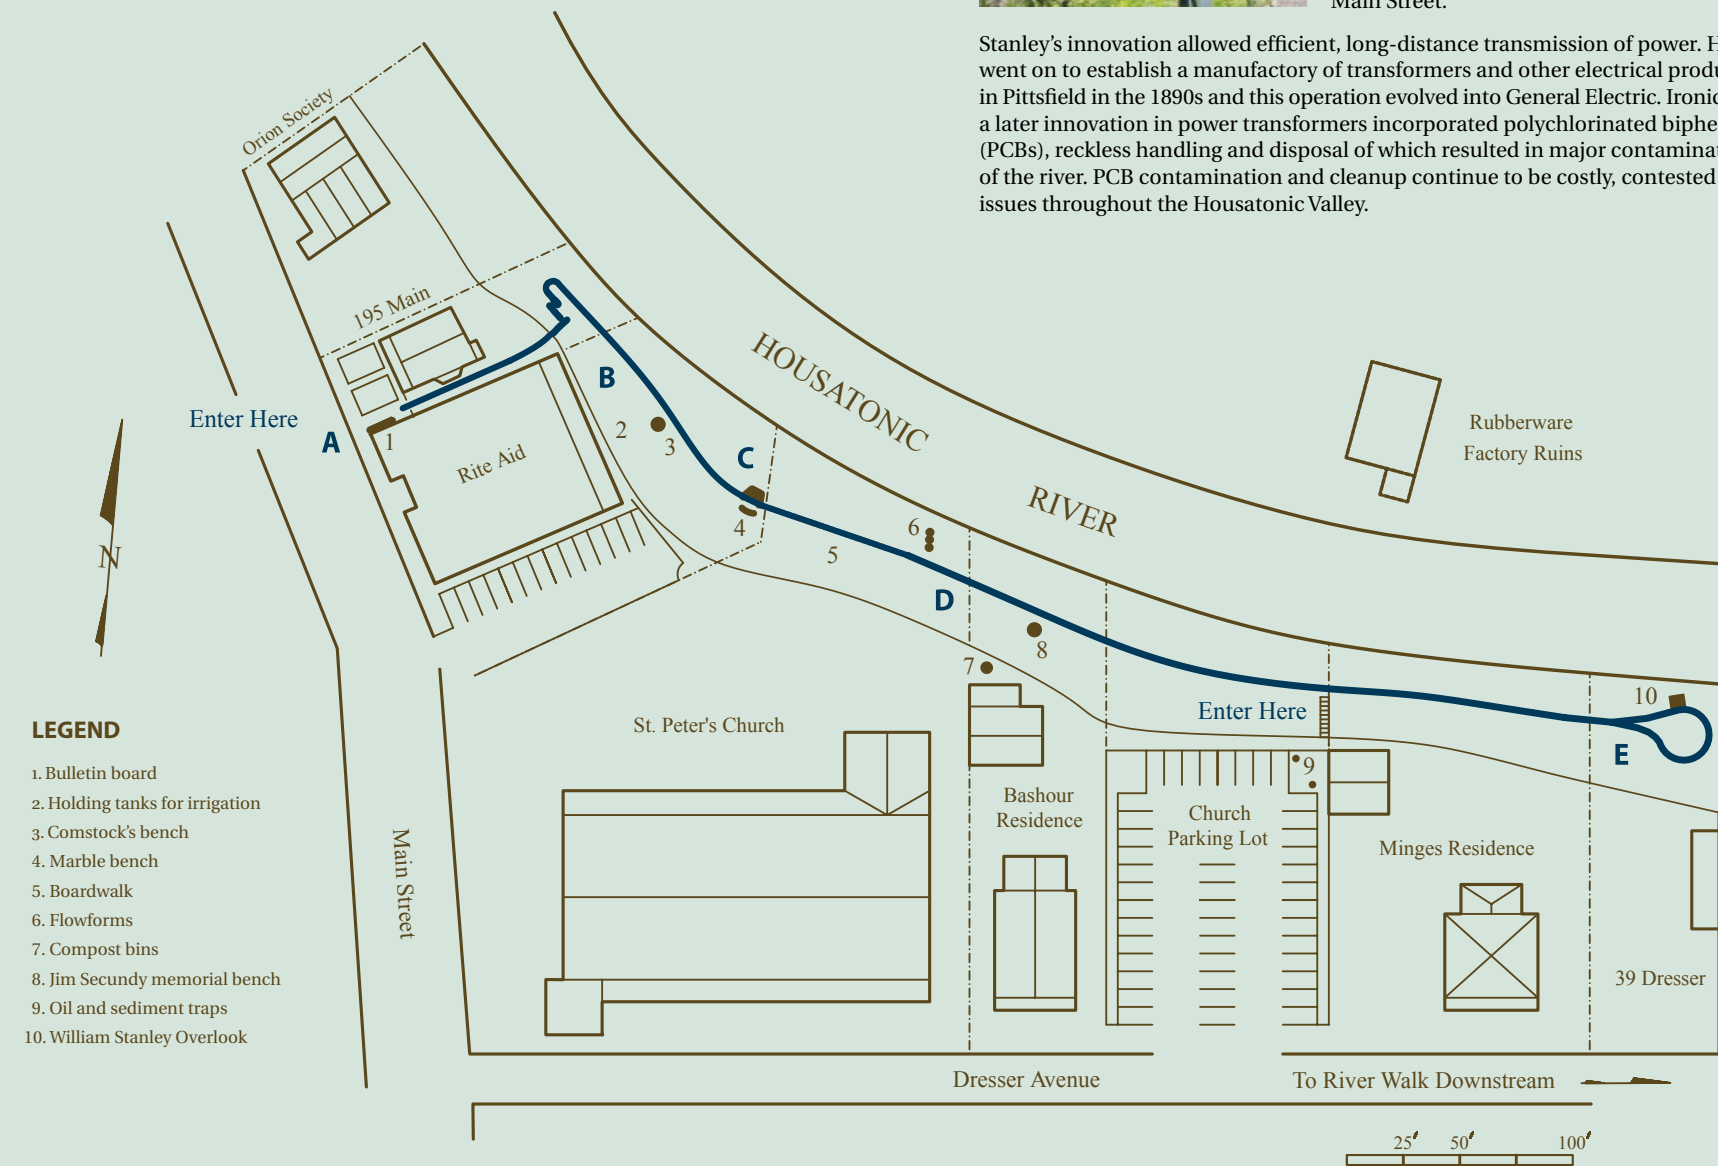 Main Street.
Stanley’s innovation allowed efficient, long-distance transmission of power.
went on to establish a manufactory of transformers and other electrical
in Pittsfield in the 1890s and this operation evolved into General Electric.
a later innovation in power transformers incorporated polychlorinated
(PCBs), reckless handling and disposal of which resulted in major
of the river. PCB contamination and cleanup continue to be costly, contested
issues throughout the Housatonic Valley.
Orion Society
195 Main
Enter Here
A
1
Rite Aid
B
2
3
C
4
5
6
HOUSATONIC
RIVER
Rubberware
Factory Ruins
N
D
7
8
Enter Here
9
10
E
St. Peter's Church
Bashour
Residence
Church
Parking Lot
Minges Residence
39 Dresser
Main Street
LEGEND
1. Bulletin board
2. Holding tanks for irrigation
3. Comstock’s bench
4. Marble bench
5. Boardwalk
6. Flowforms
7. Compost bins
8. Jim Secundy memorial bench
9. Oil and sediment traps
10. William Stanley Overlook
Dresser Avenue
To River Walk Downstream
25′ 50′ 100′